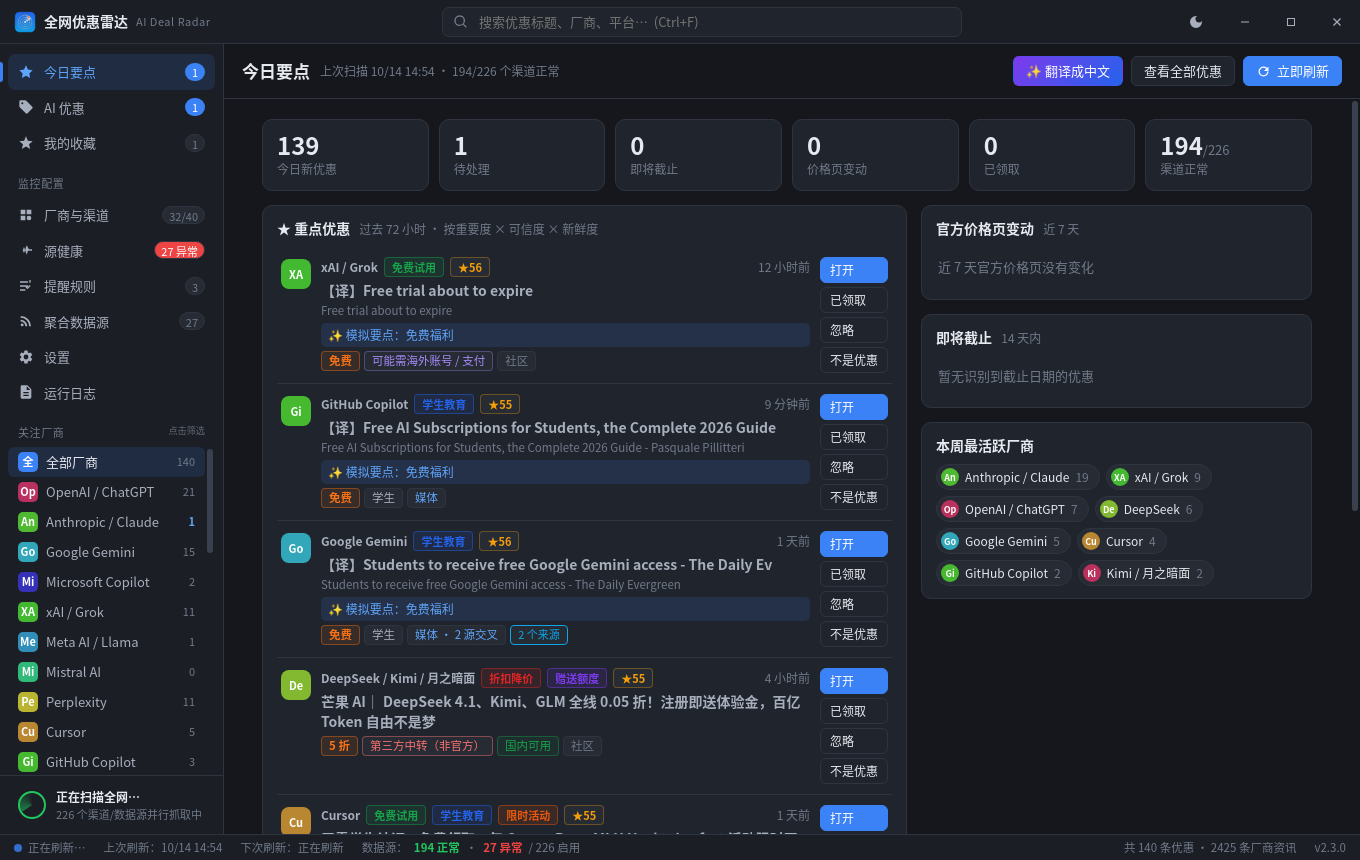 全网优惠雷达 AI Deal Radar
搜索优惠标题、厂商、平台… (Ctrl+F)
今日要点 1
AI 优惠 1
我的收藏 1
监控配置
厂商与渠道 32/40
源健康 27 异常
提醒规则 3
聚合数据源 27
设置
运行日志
关注厂商 点击筛选
全 全部厂商 140
Op OpenAI / ChatGPT 21
An Anthropic / Claude 1
Go Google Gemini 15
Mi Microsoft Copilot 2
XA xAI / Grok 11
Me Meta AI / Llama 1
Mi Mistral AI 0
Pe Perplexity 11
Cu Cursor 5
Gi GitHub Copilot 3
正在扫描全网…
226 个渠道/数据源并行抓取中
今日要点 上次扫描 10/14 14:54 · 194/226 个渠道正常
✨ 翻译成中文 查看全部优惠 立即刷新
139 今日新优惠
1 待处理
0 即将截止
0 价格页变动
0 已领取
194/226 渠道正常
★ 重点优惠 过去 72 小时 · 按重要度 × 可信度 × 新鲜度
XA xAI / Grok 免费试用 ★56 12 小时前
【译】Free trial about to expire
Free trial about to expire
✨ 模拟要点：免费福利
免费 可能需海外账号 / 支付 社区
打开
已领取
忽略
不是优惠
Gi GitHub Copilot 学生教育 ★55 9 分钟前
【译】Free AI Subscriptions for Students, the Complete 2026 Guide
Free AI Subscriptions for Students, the Complete 2026 Guide - Pasquale Pillitteri
✨ 模拟要点：免费福利
免费 学生 媒体
打开
已领取
忽略
不是优惠
Go Google Gemini 学生教育 ★56 1 天前
【译】Students to receive free Google Gemini access - The Daily Ev
Students to receive free Google Gemini access - The Daily Evergreen
✨ 模拟要点：免费福利
免费 学生 媒体 · 2 源交叉 2 个来源
打开
已领取
忽略
不是优惠
De DeepSeek / Kimi / 月之暗面 折扣降价 赠送额度 ★55 4 小时前
芒果 AI｜ DeepSeek 4.1、Kimi、GLM 全线 0.05 折！注册即送体验金，百亿
Token 自由不是梦
5 折 第三方中转（非官方） 国内可用 社区
打开
已领取
忽略
不是优惠
Cu Cursor 免费试用 学生教育 限时活动 ★55 1 天前
打开
官方价格页变动 近 7 天
近 7 天官方价格页没有变化
即将截止 14 天内
暂无识别到截止日期的优惠
本周最活跃厂商
An Anthropic / Claude 19 XA xAI / Grok 9
Op OpenAI / ChatGPT 7 De DeepSeek 6
Go Google Gemini 5 Cu Cursor 4
Gi GitHub Copilot 2 Ki Kimi / 月之暗面 2
正在刷新… 上次刷新：10/14 14:54 下次刷新：正在刷新 数据源： 194 正常 · 27 异常 / 226 启用 共 140 条优惠 · 2425 条厂商资讯 v2.3.0